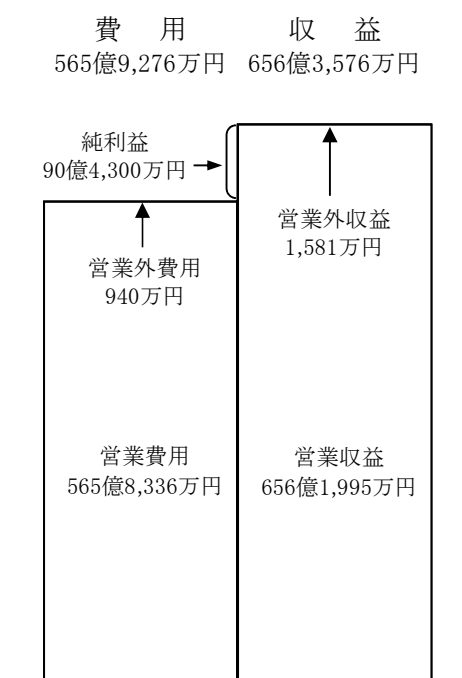 費 用
565億9,276万円
収 益
656億3,576万円
純利益
90億4,300万円
営業外費用
940万円
営業外収益
1,581万円
営業費用
565億8,336万円
営業収益
656億1,995万円